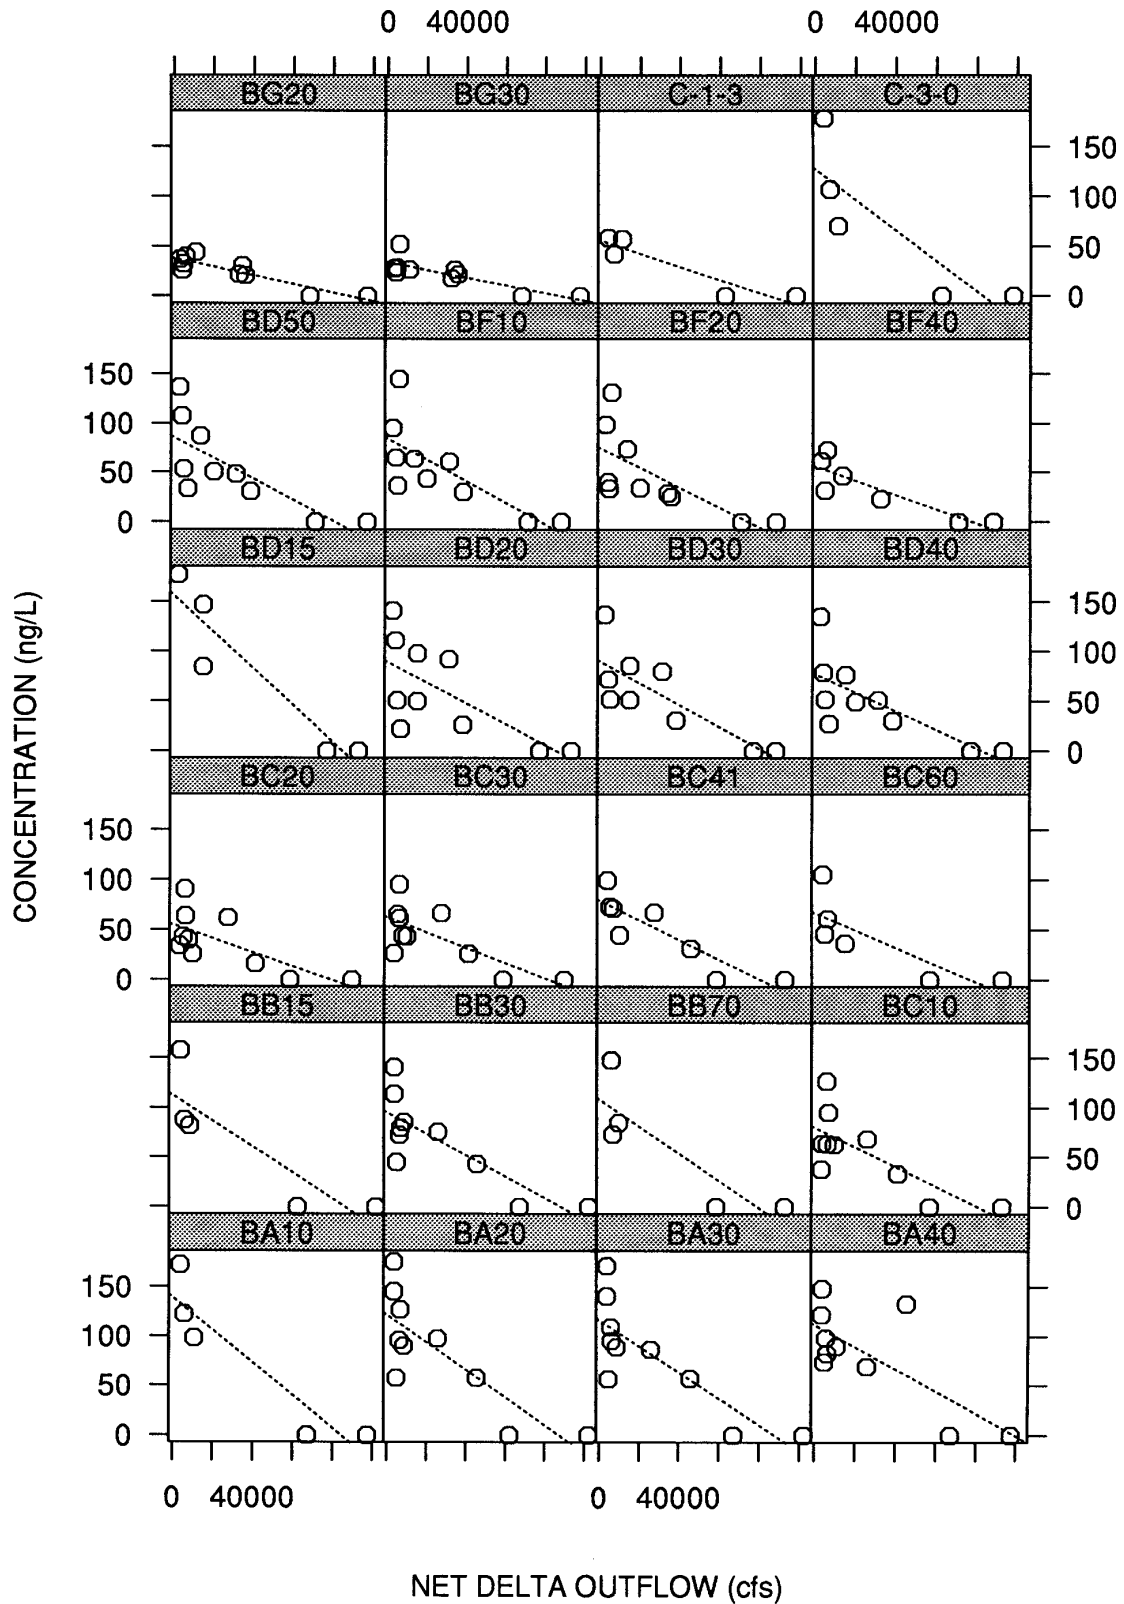 0 40000 0 40000
BG20 BG30 C-1-3 C-3-0
150
100
50
0
BD50 BF10 BF20 BF40
150
100
50
0
BD15 BD20 BD30 BD40
150
100
50
0
BC20 BC30 BC41 BC60
150
100
50
0
BB15 BB30 BB70 BC10
150
100
50
0
BA10 BA20 BA30 BA40
150
100
50
0
0 40000 0 40000
CONCENTRATION (ng/L)
NET DELTA OUTFLOW (cfs)